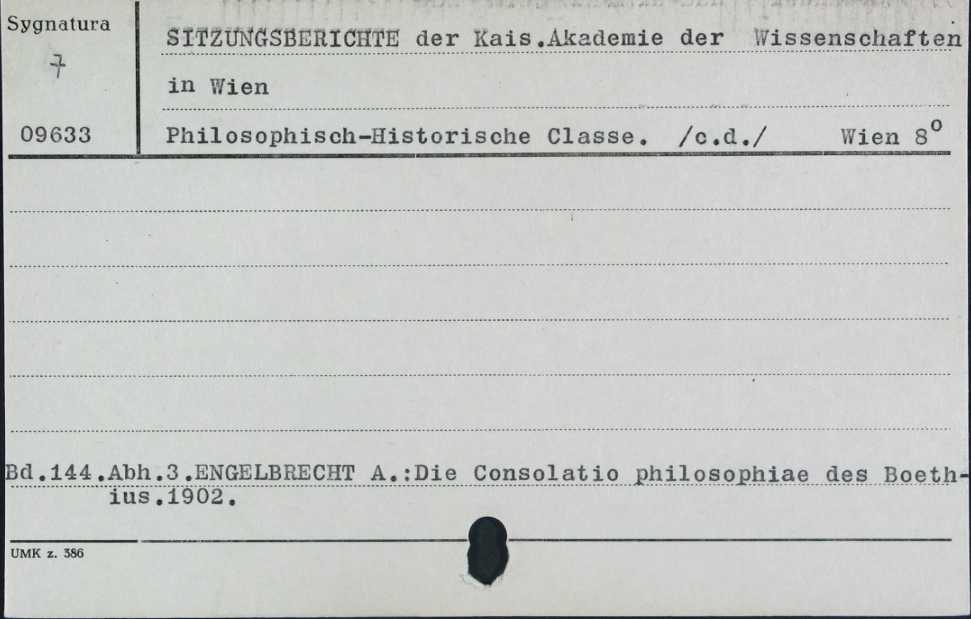 Sygnatura
7
09633
SITZUNGSBERICHTE der Kais.Akademie der Wissenschaften
in Wien
Philosophisch-Historische Classe. /c.d./ Wien 8º
Bd.144.Abh.3.ENGELBRECHT A.:Die Consolatio philosophiae des Boeth-
ius.1902.
UMK z. 386